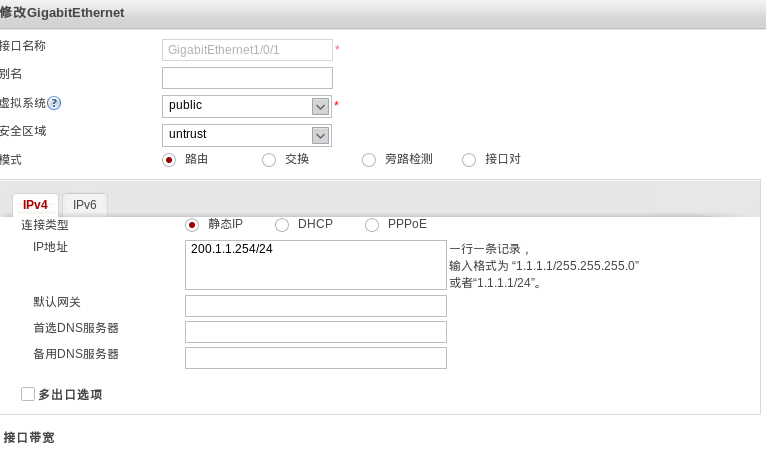 修改GigabitEthernet
接口名称 GigabitEthernet1/0/1 *
别名
虚拟系统 ? public *
安全区域 untrust
模式 路由 交换 旁路检测 接口对
IPv4 IPv6
连接类型 静态IP DHCP PPPoE
IP地址 200.1.1.254/24 一行一条记录，
输入格式为 “1.1.1.1/255.255.255.0”
或者“1.1.1.1/24”。
默认网关
首选DNS服务器
备用DNS服务器
多出口选项
接口带宽